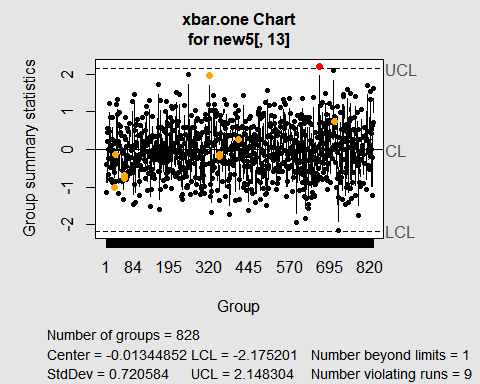 xbar.one Chart
for new5[, 13]
Group summary statistics
2
1
0
-1
-2
UCL
CL
LCL
1 84 195 320 445 570 695 820
Group
Number of groups = 828
Center = -0.01344852 LCL = -2.175201 Number beyond limits = 1
StdDev = 0.720584 UCL = 2.148304 Number violating runs = 9